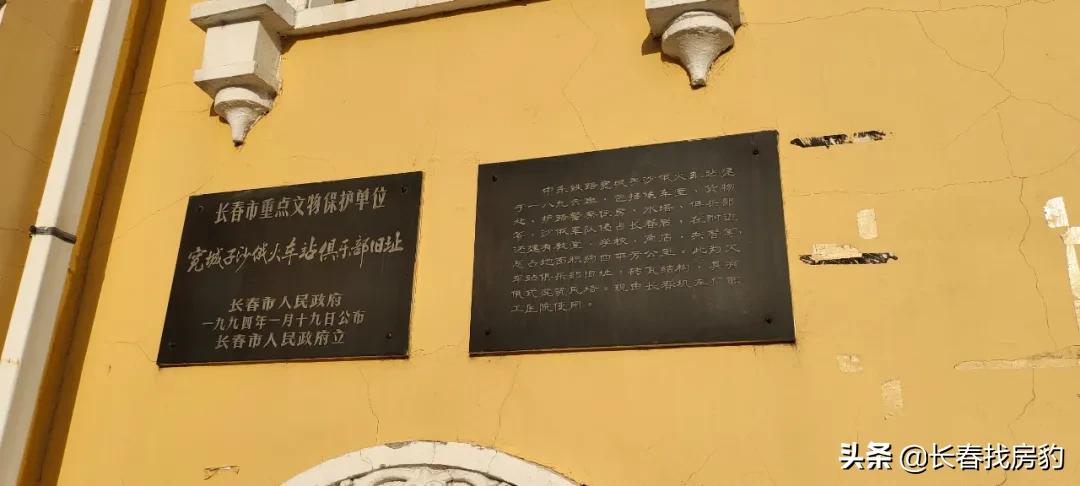 长春市重点文物保护单位
宽城子沙俄火车站俱乐部旧址
长春市人民政府
一九九四年一月十九日公布
长春市人民政府立
中东铁路宽城子沙俄火车站建
于一八九六年，包括候车室，货物
处，护路警察住房，水塔，俱乐部
等，沙俄军队侵占长春后，在附近
还建有教堂，学校，商店，兵营等，
总占地面积约四平方公里。此为火
车站俱乐部旧址，砖瓦结构，具有
俄式建筑风格。现由长春机车厂职
工医院使用。
头条 @长春找房豹